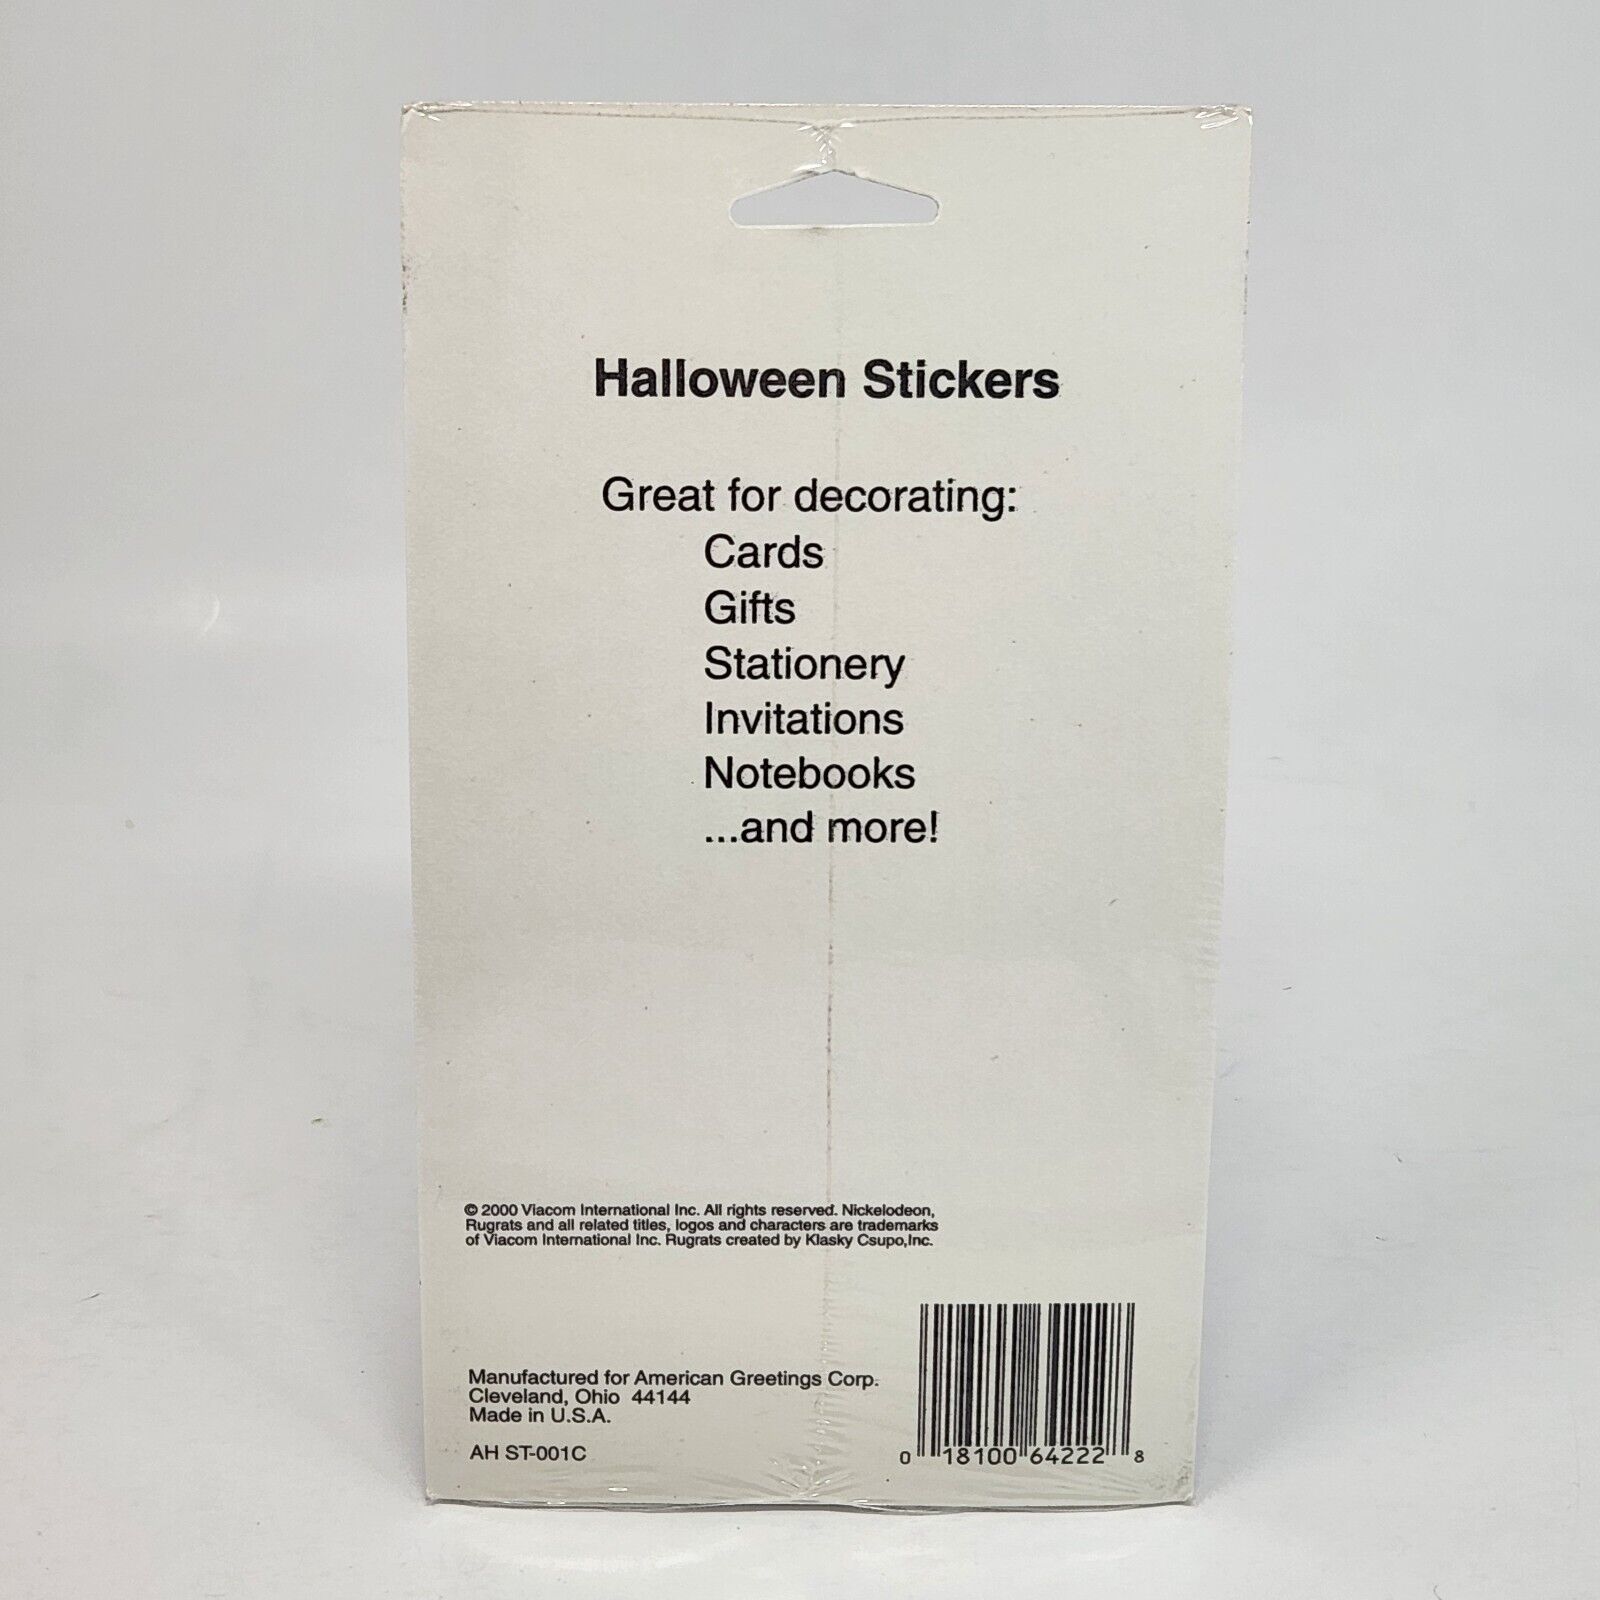 Halloween Stickers
Great for decorating:
Cards
Gifts
Stationery
Invitations
Notebooks
...and more!
© 2000 Viacom International Inc. All rights reserved. Nickelodeon,
Rugrats and all related titles, logos and characters are trademarks
of Viacom International Inc. Rugrats created by Klasky Csupo,Inc.
Manufactured for American Greetings Corp.
Cleveland, Ohio 44144
Made in U.S.A.
AH ST-001C
0 18100 64222 8